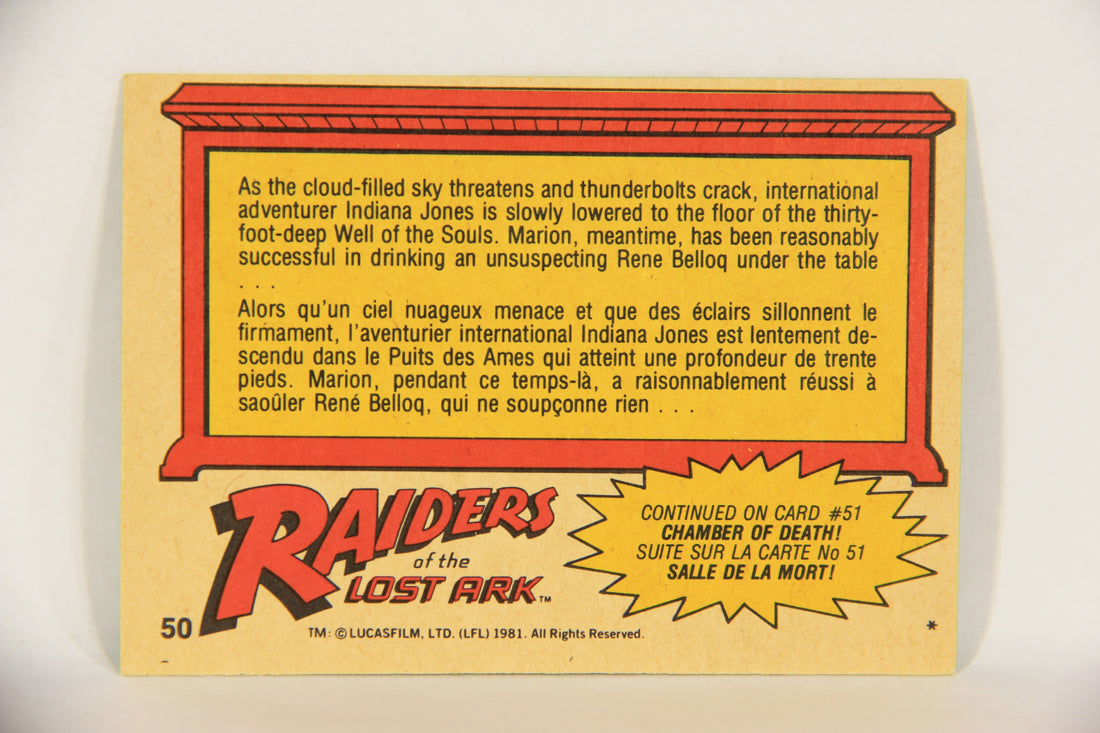 As the cloud-filled sky threatens and thunderbolts crack, international
adventurer Indiana Jones is slowly lowered to the floor of the thirty-
foot-deep Well of the Souls. Marion, meantime, has been reasonably
successful in drinking an unsuspecting Rene Belloq under the table
. . .
Alors qu'un ciel nuageux menace et que des éclairs sillonnent le
firmament, l'aventurier international Indiana Jones est lentement de-
scendu dans le Puits des Ames qui atteint une profondeur de trente
pieds. Marion, pendant ce temps-là, a raisonnablement réussi à
saoûler René Belloq, qui ne soupçonne rien . . .
RAIDERS
of the
LOST ARK™
CONTINUED ON CARD #51
CHAMBER OF DEATH!
SUITE SUR LA CARTE No 51
SALLE DE LA MORT!
50
TM: © LUCASFILM, LTD. (LFL) 1981. All Rights Reserved.
*